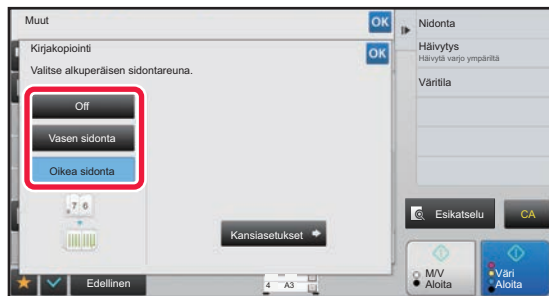 Muut
OK
Kirjakopiointi
OK
Valitse alkuperäisen sidontareuna.
Off
Vasen sidonta
Oikea sidonta
7 6
Kansiasetukset
Edellinen
4 A3
Nidonta
Häivytys
Häivytä varjo ympäriltä
Väritila
Esikatselu
CA
M/V
Aloita
Väri
Aloita